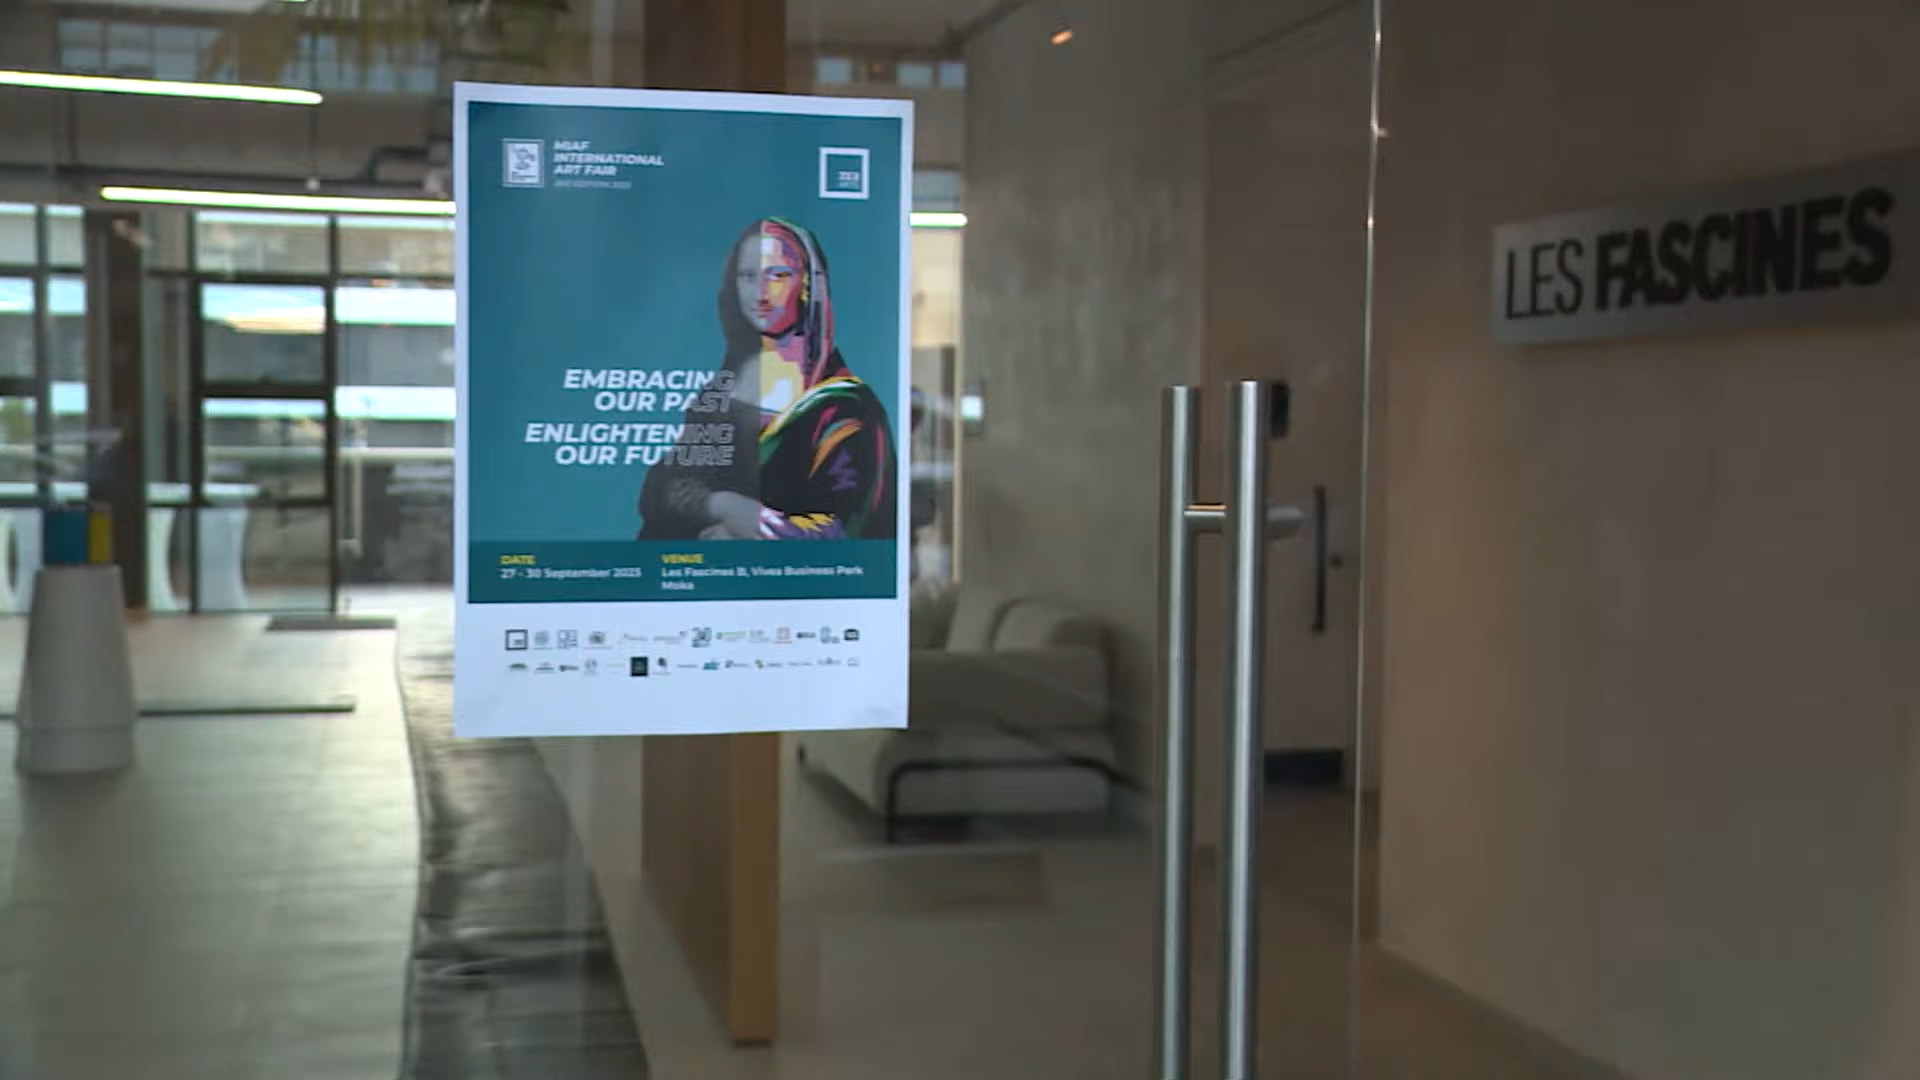 MIAF
INTERNATIONAL
ART FAIR
EMBRACING
OUR PAST
ENLIGHTENING
OUR FUTURE
DATE
27 - 30 September 2023
VENUE
Les Fascines B, Vivea Business Park
Moka
LES FASCINES